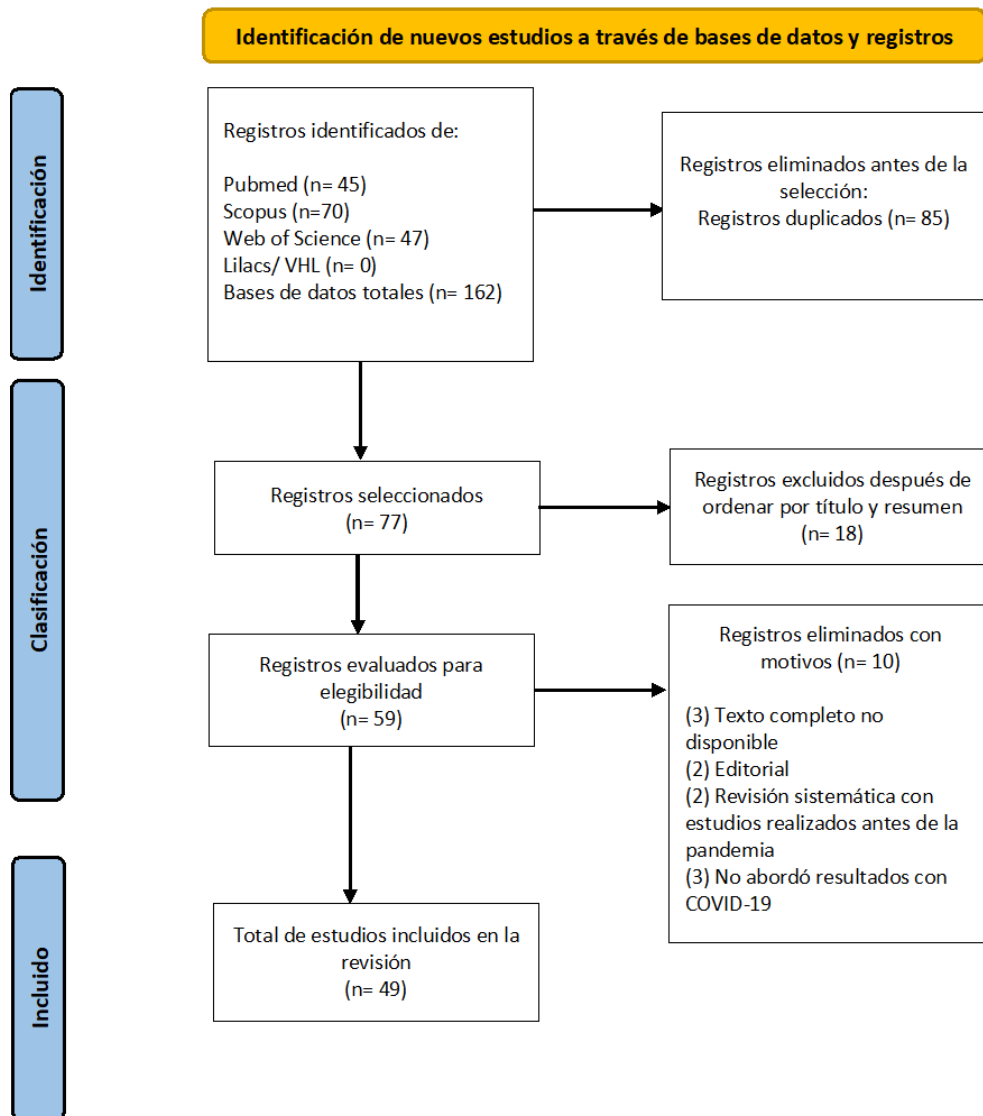 Identificación de nuevos estudios a través de bases de datos y registros
Identificación
Registros identificados de:
Pubmed (n= 45)
Scopus (n=70)
Web of Science (n= 47)
Lilacs/ VHL (n= 0)
Bases de datos totales (n= 162)
Registros eliminados antes de la
selección:
Registros duplicados (n= 85)
Clasificación
Registros seleccionados
(n= 77)
Registros excluidos después de
ordenar por título y resumen
(n= 18)
Registros evaluados para
elegibilidad
(n= 59)
Registros eliminados con
motivos (n= 10)
(3) Texto completo no
disponible
(2) Editorial
(2) Revisión sistemática con
estudios realizados antes de la
pandemia
(3) No abordó resultados con
COVID-19
Incluido
Total de estudios incluidos en la
revisión
(n= 49)